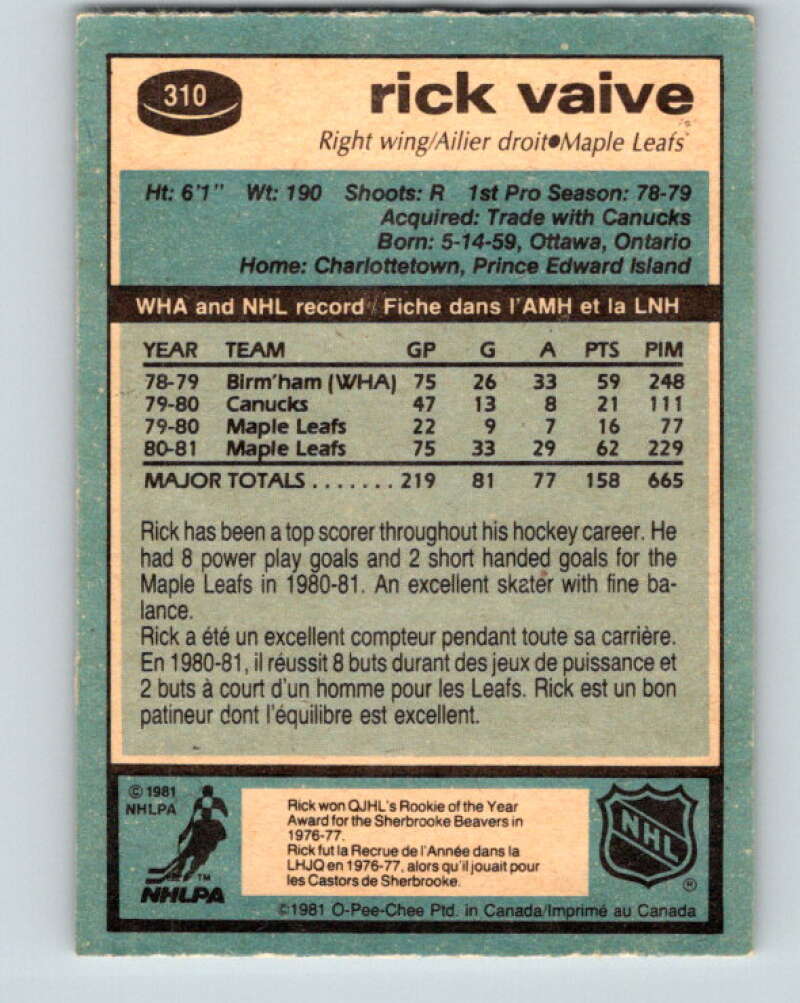 310
rick vaive
Right wing/Ailier droit●Maple Leafs
Ht: 6'1" Wt: 190 Shoots: R 1st Pro Season: 78-79
Acquired: Trade with Canucks
Born: 5-14-59, Ottawa, Ontario
Home: Charlottetown, Prince Edward Island
WHA and NHL record / Fiche dans l'AMH et la LNH
YEAR TEAM GP G A PTS PIM
78-79 Birm'ham (WHA) 75 26 33 59 248
79-80 Canucks 47 13 8 21 111
79-80 Maple Leafs 22 9 7 16 77
80-81 Maple Leafs 75 33 29 62 229
MAJOR TOTALS ....... 219 81 77 158 665
Rick has been a top scorer throughout his hockey career. He
had 8 power play goals and 2 short handed goals for the
Maple Leafs in 1980-81. An excellent skater with fine ba-
lance.
Rick a été un excellent compteur pendant toute sa carrière.
En 1980-81, il réussit 8 buts durant des jeux de puissance et
2 buts à court d'un homme pour les Leafs. Rick est un bon
patineur dont l'équilibre est excellent.
© 1981
NHLPA
TM
NHLPA
Rick won QJHL's Rookie of the Year
Award for the Sherbrooke Beavers in
1976-77.
Rick fut la Recrue de l'Année dans la
LHJQ en 1976-77, alors qu'il jouait pour
les Castors de Sherbrooke.
NHL
®
©1981 O-Pee-Chee Ptd. in Canada/Imprimé au Canada